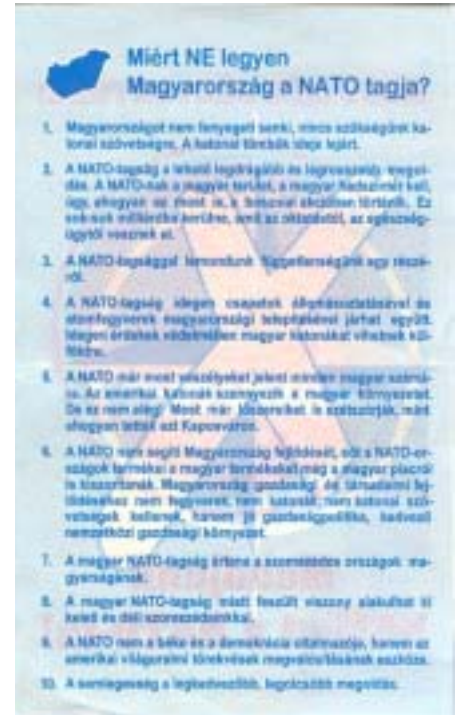 Miért NE legyen
Magyarország a NATO tagja?
1. Magyarországot nem fenyegeti senki, nincs szükségünk ka-
tonai szövetségre. A katonai tömbök ideje lejárt.
2. A NATO-tagság a lehető legdrágább és legrosszabb megol-
dás. A NATO-nak a magyar terület, a magyar hadszíntér kell,
úgy, ahogyan ez most is, a boszniai akcióban történik. Ez
sok-sok milliárdba kerülne, amit az oktatástól, az egészség-
ügytől vesznek el.
3. A NATO-tagsággal lemondunk függetlenségünk egy részé-
ről.
4. A NATO-tagság idegen csapatok állomásoztatásával és
atomfegyverek magyarországi telepítésével járhat együtt.
Idegen érdekek védelmében magyar katonákat vihetnek kül-
földre.
5. A NATO már most veszélyeket jelent minden magyar számá-
ra. Az amerikai katonák szennyezik a magyar környezetet.
De ez nem elég! Most már lőszereiket is szétszórják, mint
ahogyan tették ezt Kaposváron.
6. A NATO nem segíti Magyarország fejlődését, sőt a NATO-or-
szágok termékei a magyar termékeket még a magyar piacról
is kiszorítanák. Magyarország gazdasági és társadalmi fej-
lődéséhez nem fegyverek, nem katonák, nem katonai szö-
vetségek kellenek, hanem jó gazdaságpolitika, kedvező
nemzetközi gazdasági környezet.
7. A magyar NATO-tagság ártana a szomszédos országok ma-
gyarságának.
8. A magyar NATO-tagság miatt feszült viszony alakulhat ki
keleti és déli szomszédainkkal.
9. A NATO nem a béke és a demokrácia oltalmazója, hanem az
amerikai világuralmi törekvések megvalósításának eszköze.
10. A semlegesség a legkedvezőbb, legolcsóbb megoldás.